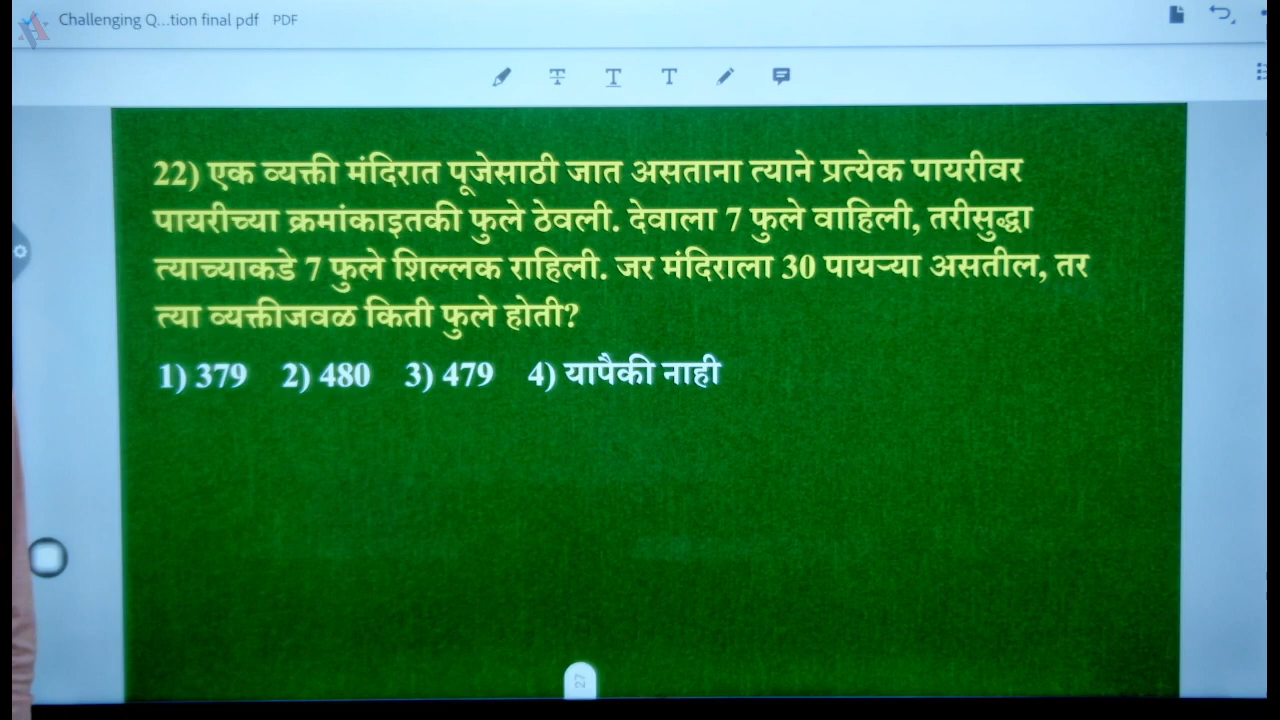 Challenging Q...tion final pdf PDF
22) एक व्यक्ती मंदिरात पूजेसाठी जात असताना त्याने प्रत्येक पायरीवर
पायरीच्या क्रमांकाइतकी फुले ठेवली. देवाला 7 फुले वाहिली, तरीसुद्धा
त्याच्याकडे 7 फुले शिल्लक राहिली. जर मंदिराला 30 पायऱ्या असतील, तर
त्या व्यक्तीजवळ किती फुले होती?
1) 379 2) 480 3) 479 4) यापैकी नाही
27